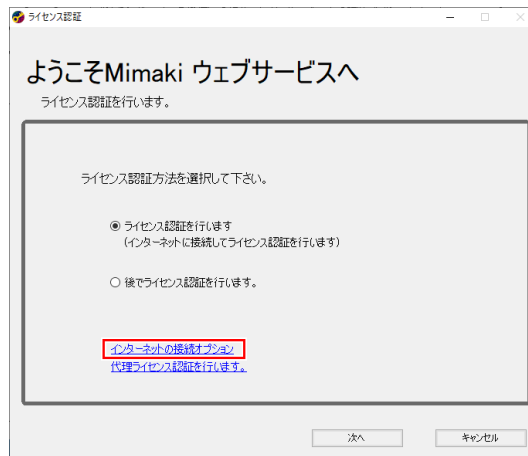 ライセンス認証
ようこそMimaki ウェブサービスへ
ライセンス認証を行います。
ライセンス認証方法を選択して下さい。
ライセンス認証を行います
(インターネットに接続してライセンス認証を行います)
後でライセンス認証を行います。
インターネットの接続オプション
代理ライセンス認証を行します。
次へ
キャンセル